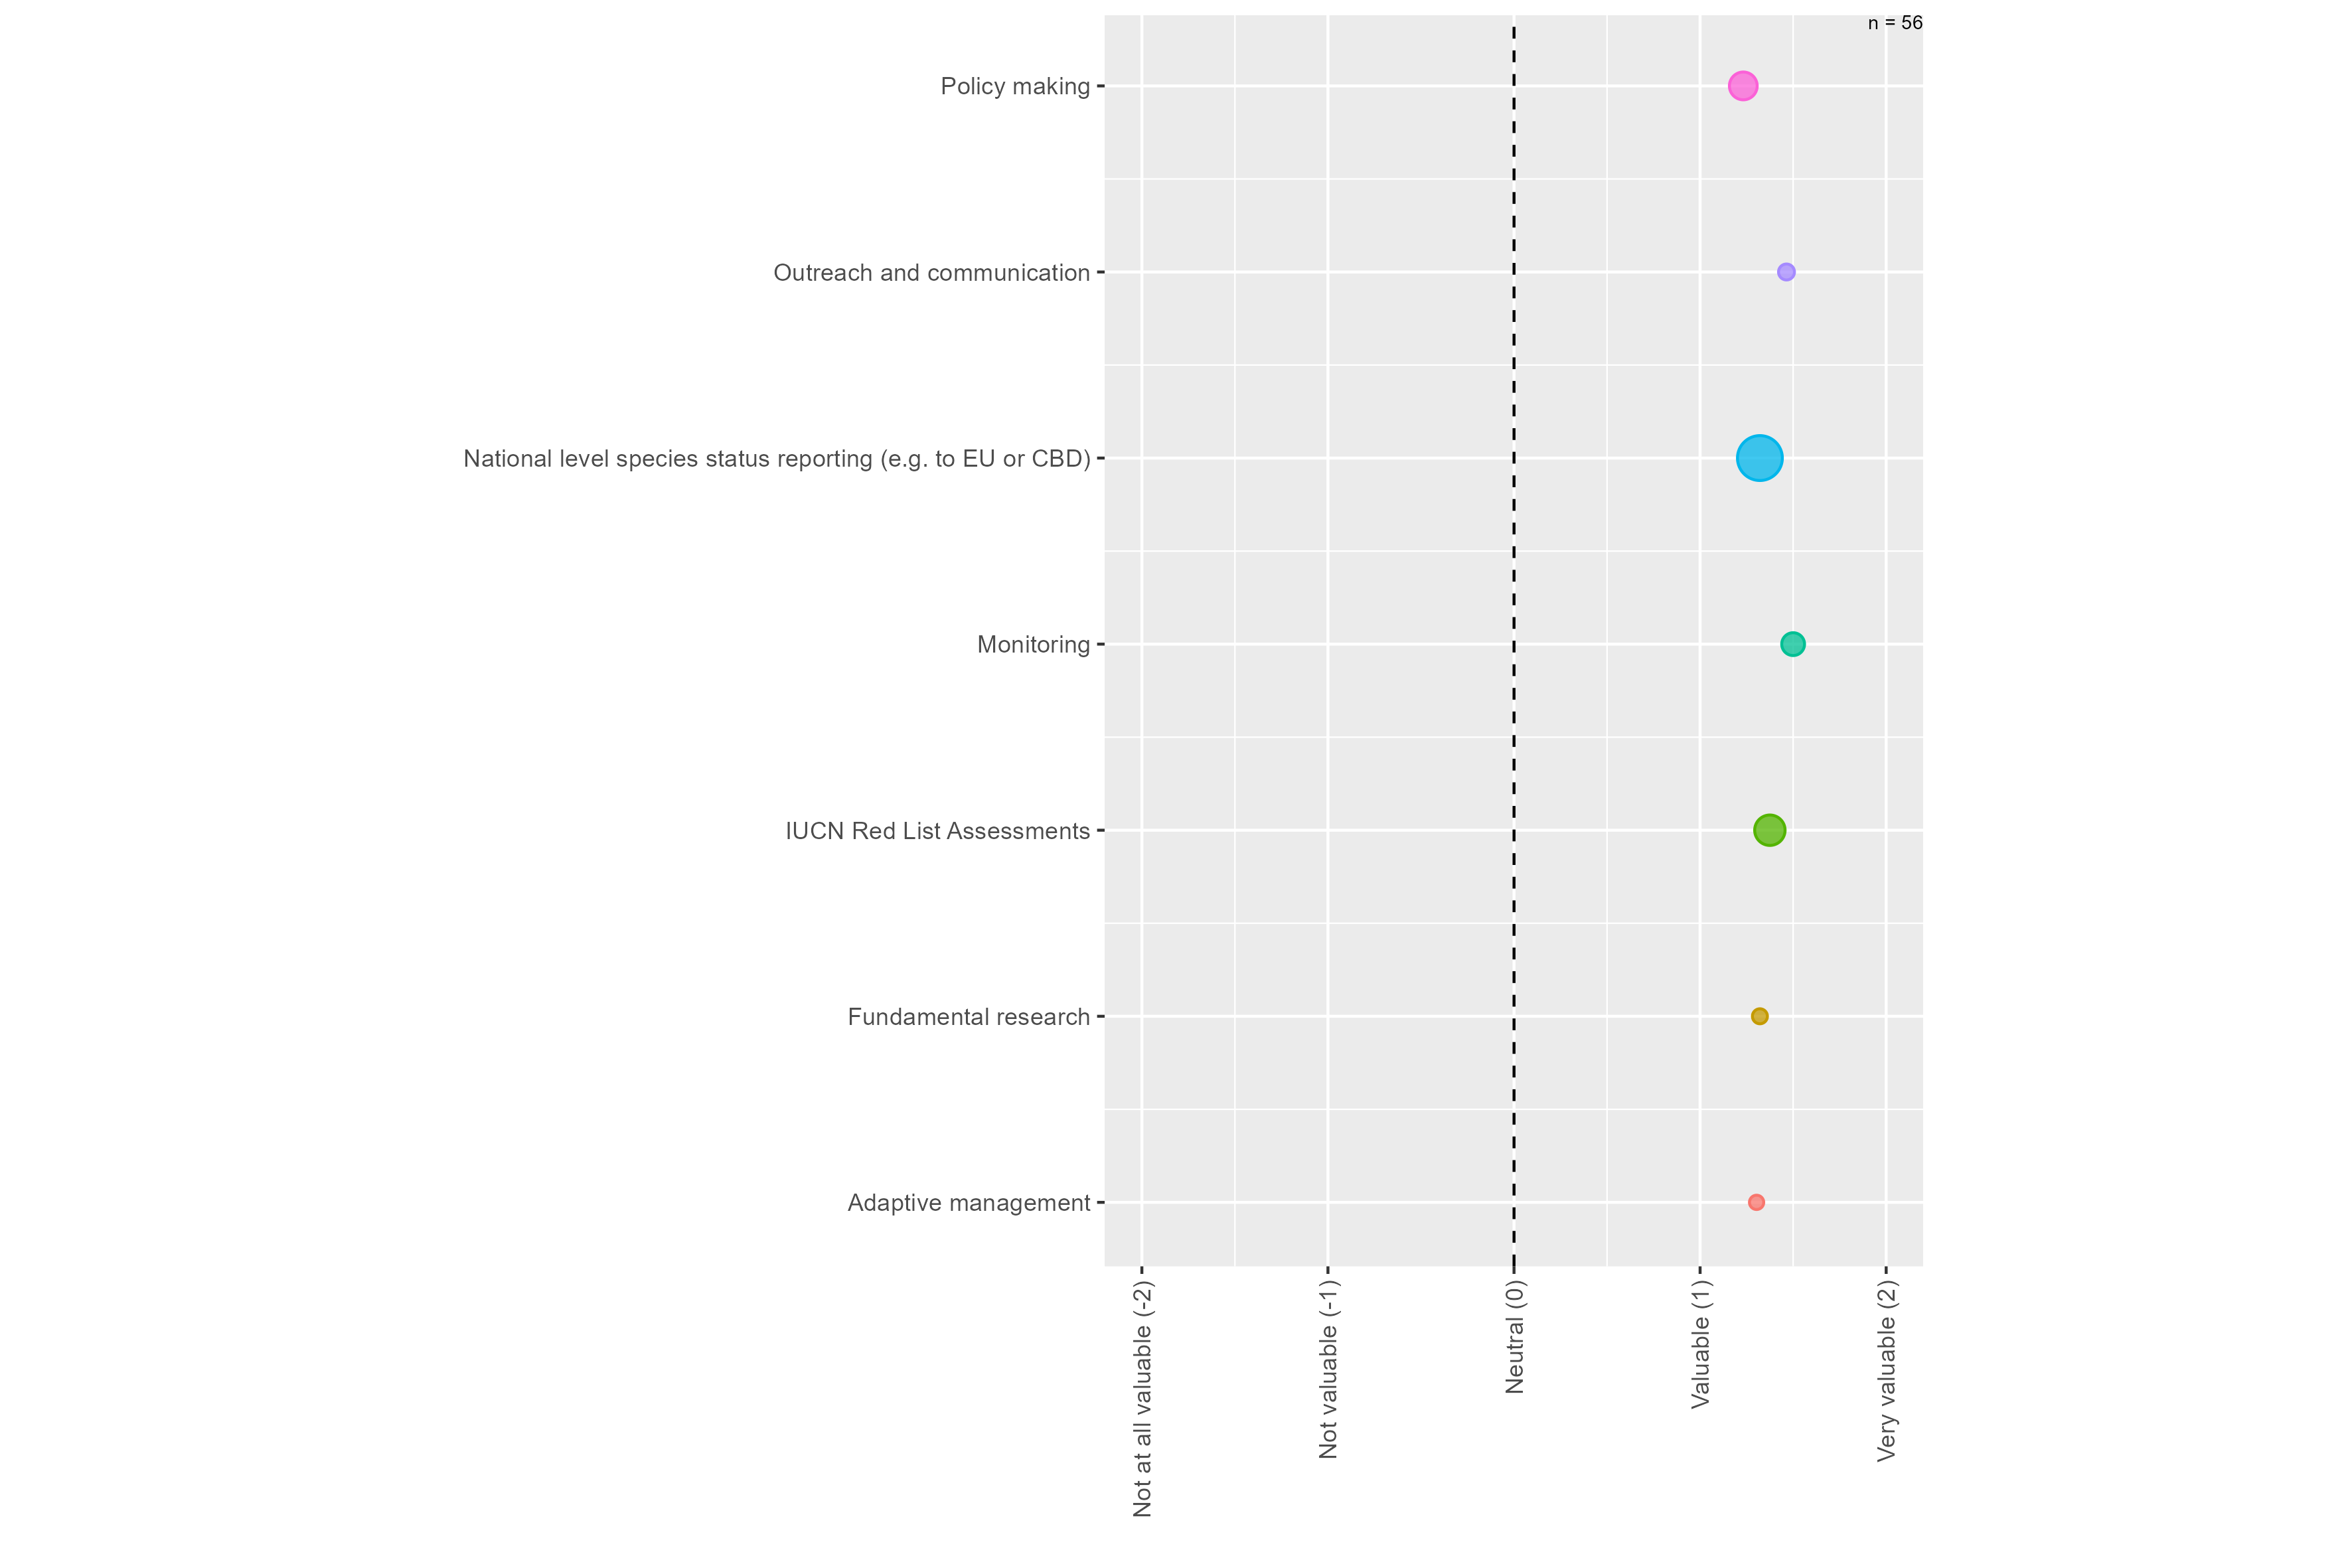 n = 56
Policy making
Outreach and communication
National level species status reporting (e.g. to EU or CBD)
Monitoring
IUCN Red List Assessments
Fundamental research
Adaptive management
Not at all valuable (-2)
Not valuable (-1)
Neutral (0)
Valuable (1)
Very valuable (2)